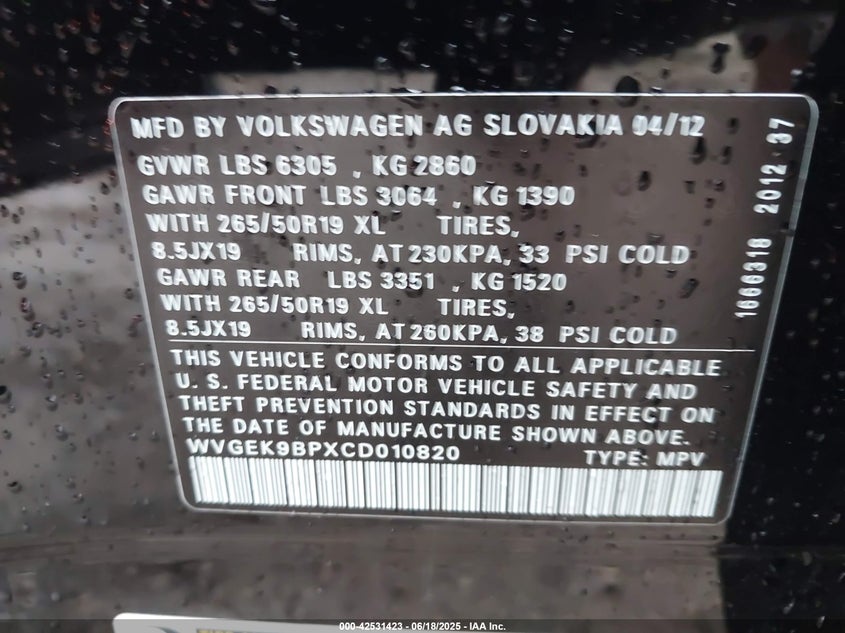 MFD BY VOLKSWAGEN AG SLOVAKIA 04/12
GVWR LBS 6305 , KG 2860
GAWR FRONT LBS 3064 , KG 1390
WITH 265/50R19 XL TIRES,
8.5JX19 RIMS, AT 230KPA, 33 PSI COLD
GAWR REAR LBS 3351 , KG 1520
WITH 265/50R19 XL TIRES,
8.5JX19 RIMS, AT 260KPA, 38 PSI COLD
THIS VEHICLE CONFORMS TO ALL APPLICABLE
U. S. FEDERAL MOTOR VEHICLE SAFETY AND
THEFT PREVENTION STANDARDS IN EFFECT ON
THE DATE OF MANUFACTURE SHOWN ABOVE.
WVGEK9BPXCD010820 TYPE: MPV
1666318 2012 37
000-42531423 - 06/18/2025 - IAA Inc.